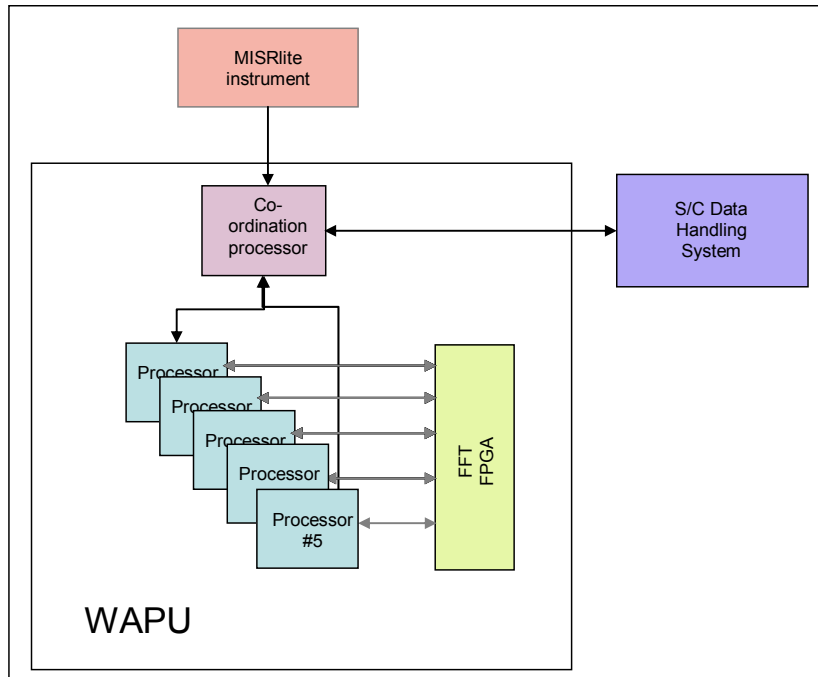 MISRlite
instrument
Co-
ordination
processor
S/C Data
Handling
System
Processor
Processor
Processor
Processor
Processor
#5
FFT
FPGA
WAPU